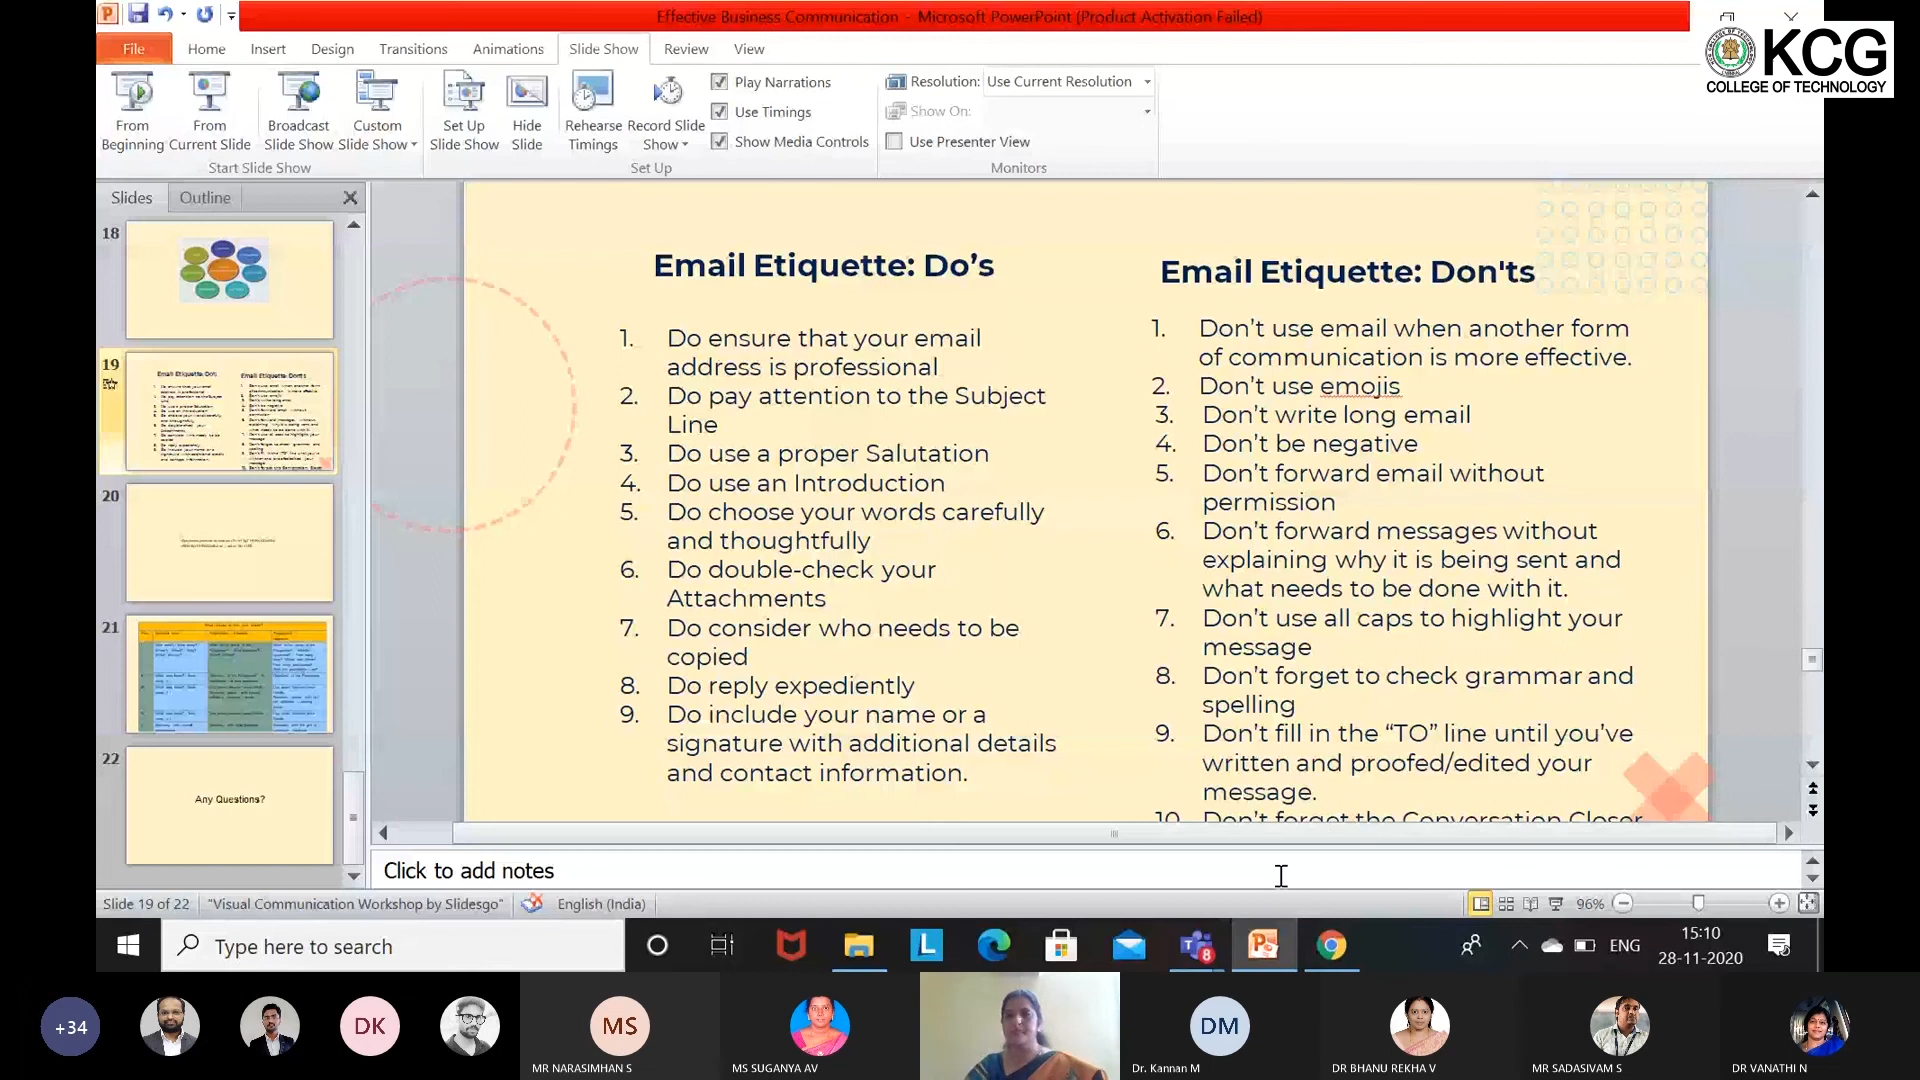 Effective Business Communication - Microsoft PowerPoint (Product Activation Failed)
KCG
COLLEGE OF TECHNOLOGY
File Home Insert Design Transitions Animations Slide Show Review View
From Beginning
From Current Slide
Broadcast Slide Show
Custom Slide Show
Set Up Slide Show
Hide Slide
Rehearse Timings
Record Slide Show
Play Narrations
Use Timings
Show Media Controls
Resolution: Use Current Resolution
Show On:
Use Presenter View
Start Slide Show
Set Up
Monitors
Slides Outline
18
19
20
21
22
Any Questions?
Email Etiquette: Do’s
1. Do ensure that your email
address is professional
2. Do pay attention to the Subject
Line
3. Do use a proper Salutation
4. Do use an Introduction
5. Do choose your words carefully
and thoughtfully
6. Do double-check your
Attachments
7. Do consider who needs to be
copied
8. Do reply expediently
9. Do include your name or a
signature with additional details
and contact information.
Email Etiquette: Don'ts
1. Don’t use email when another form
of communication is more effective.
2. Don’t use emojis
3. Don’t write long email
4. Don’t be negative
5. Don’t forward email without
permission
6. Don’t forward messages without
explaining why it is being sent and
what needs to be done with it.
7. Don’t use all caps to highlight your
message
8. Don’t forget to check grammar and
spelling
9. Don’t fill in the “TO” line until you’ve
written and proofed/edited your
message.
10. Don’t forget the Conversation Closer
Click to add notes
Slide 19 of 22 "Visual Communication Workshop by Slidesgo" English (India) 96%
Type here to search
L
8
ENG
15:10
28-11-2020
+34
DK
MS
DM
MR NARASIMHAN S
MS SUGANYA AV
Dr. Kannan M
DR BHANU REKHA V
MR SADASIVAM S
DR VANATHI N